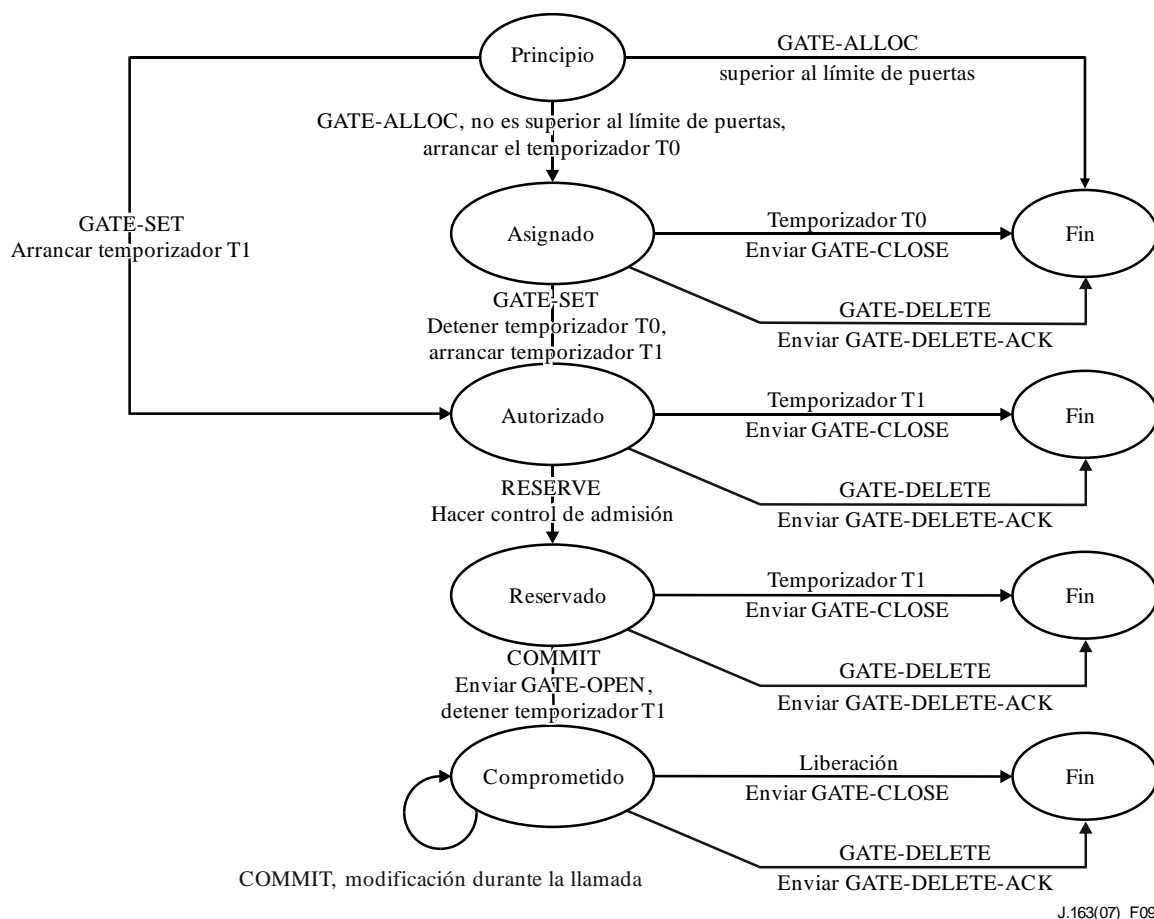 Principio
GATE-ALLOC
superior al límite de puertas
GATE-ALLOC, no es superior al límite de puertas,
arrancar el temporizador T0
GATE-SET
Arrancar temporizador T1
Asignado
Temporizador T0
Enviar GATE-CLOSE
Fin
GATE-DELETE
Enviar GATE-DELETE-ACK
GATE-SET
Detener temporizador T0,
arrancar temporizador T1
Autorizado
Temporizador T1
Enviar GATE-CLOSE
Fin
GATE-DELETE
Enviar GATE-DELETE-ACK
RESERVE
Hacer control de admisión
Reservado
Temporizador T1
Enviar GATE-CLOSE
Fin
GATE-DELETE
Enviar GATE-DELETE-ACK
COMMIT
Enviar GATE-OPEN,
detener temporizador T1
Comprometido
Liberación
Enviar GATE-CLOSE
Fin
GATE-DELETE
Enviar GATE-DELETE-ACK
COMMIT, modificación durante la llamada
J.163(07)_F09